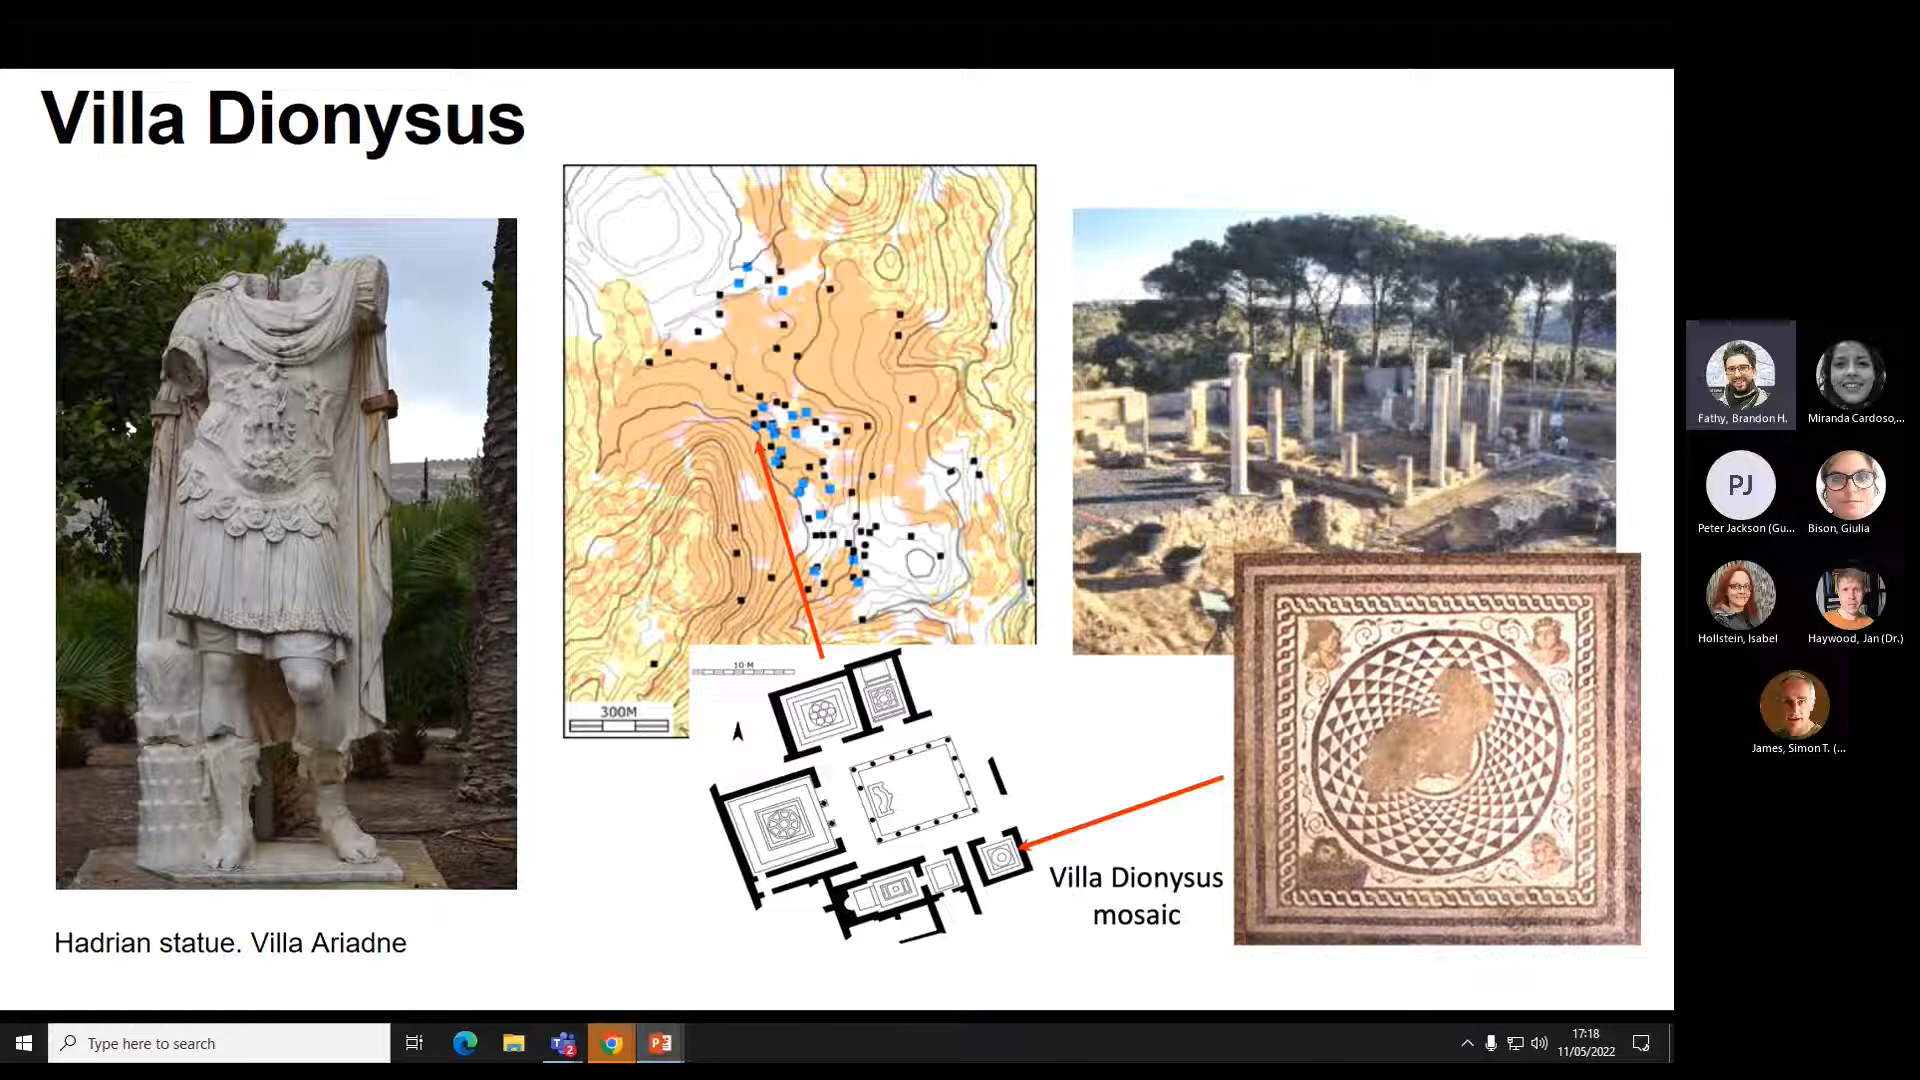 Villa Dionysus
300M
10 M
Villa Dionysus
mosaic
Hadrian statue. Villa Ariadne
Fathy, Brandon H.
Miranda Cardoso,...
PJ
Peter Jackson (Gu...
Bison, Giulia
Hollstein, Isabel
Haywood, Jan (Dr.)
James, Simon T. (...
Type here to search
2
17:18
11/05/2022